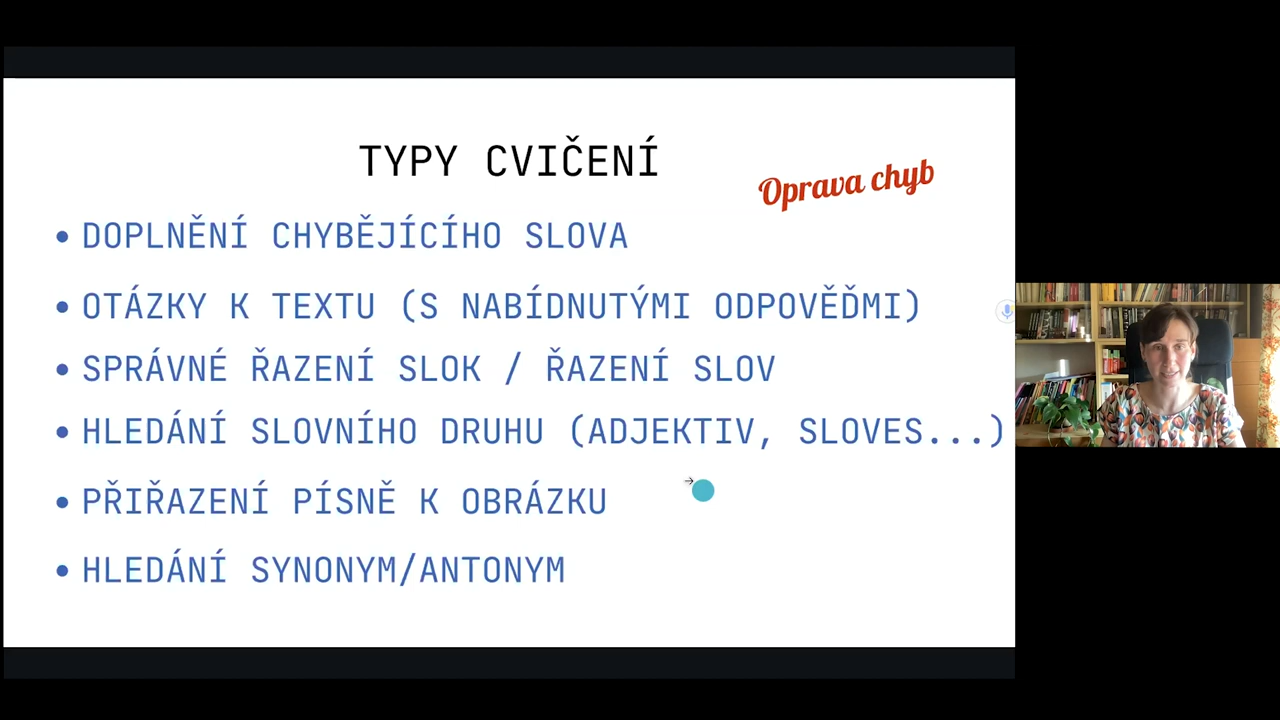 TYPY CVIČENÍ
Oprava chyb
• DOPLNĚNÍ CHYBĚJÍCÍHO SLOVA
• OTÁZKY K TEXTU (S NABÍDNUTÝMI ODPOVĚĎMI)
• SPRÁVNÉ ŘAZENÍ SLOK / ŘAZENÍ SLOV
• HLEDÁNÍ SLOVNÍHO DRUHU (ADJEKTIV, SLOVES...)
• PŘIŘAZENÍ PÍSNĚ K OBRÁZKU
• HLEDÁNÍ SYNONYM/ANTONYM